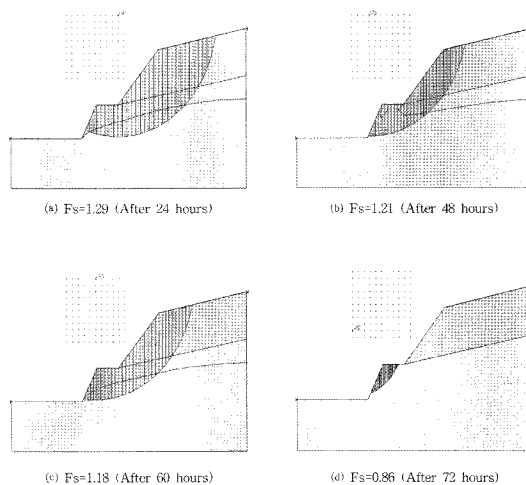 (a) Fs=1.29 (After 24 hours)
(b) Fs=1.21 (After 48 hours)
(c) Fs=1.18 (After 60 hours)
(d) Fs=0.86 (After 72 hours)